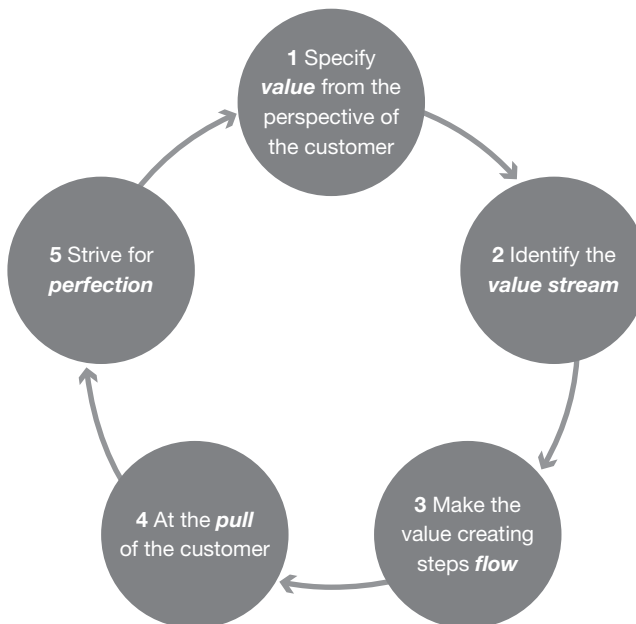 1 Specify
value from the
perspective of
the customer
2 Identify the
value stream
3 Make the
value creating
steps flow
4 At the pull
of the customer
5 Strive for
perfection